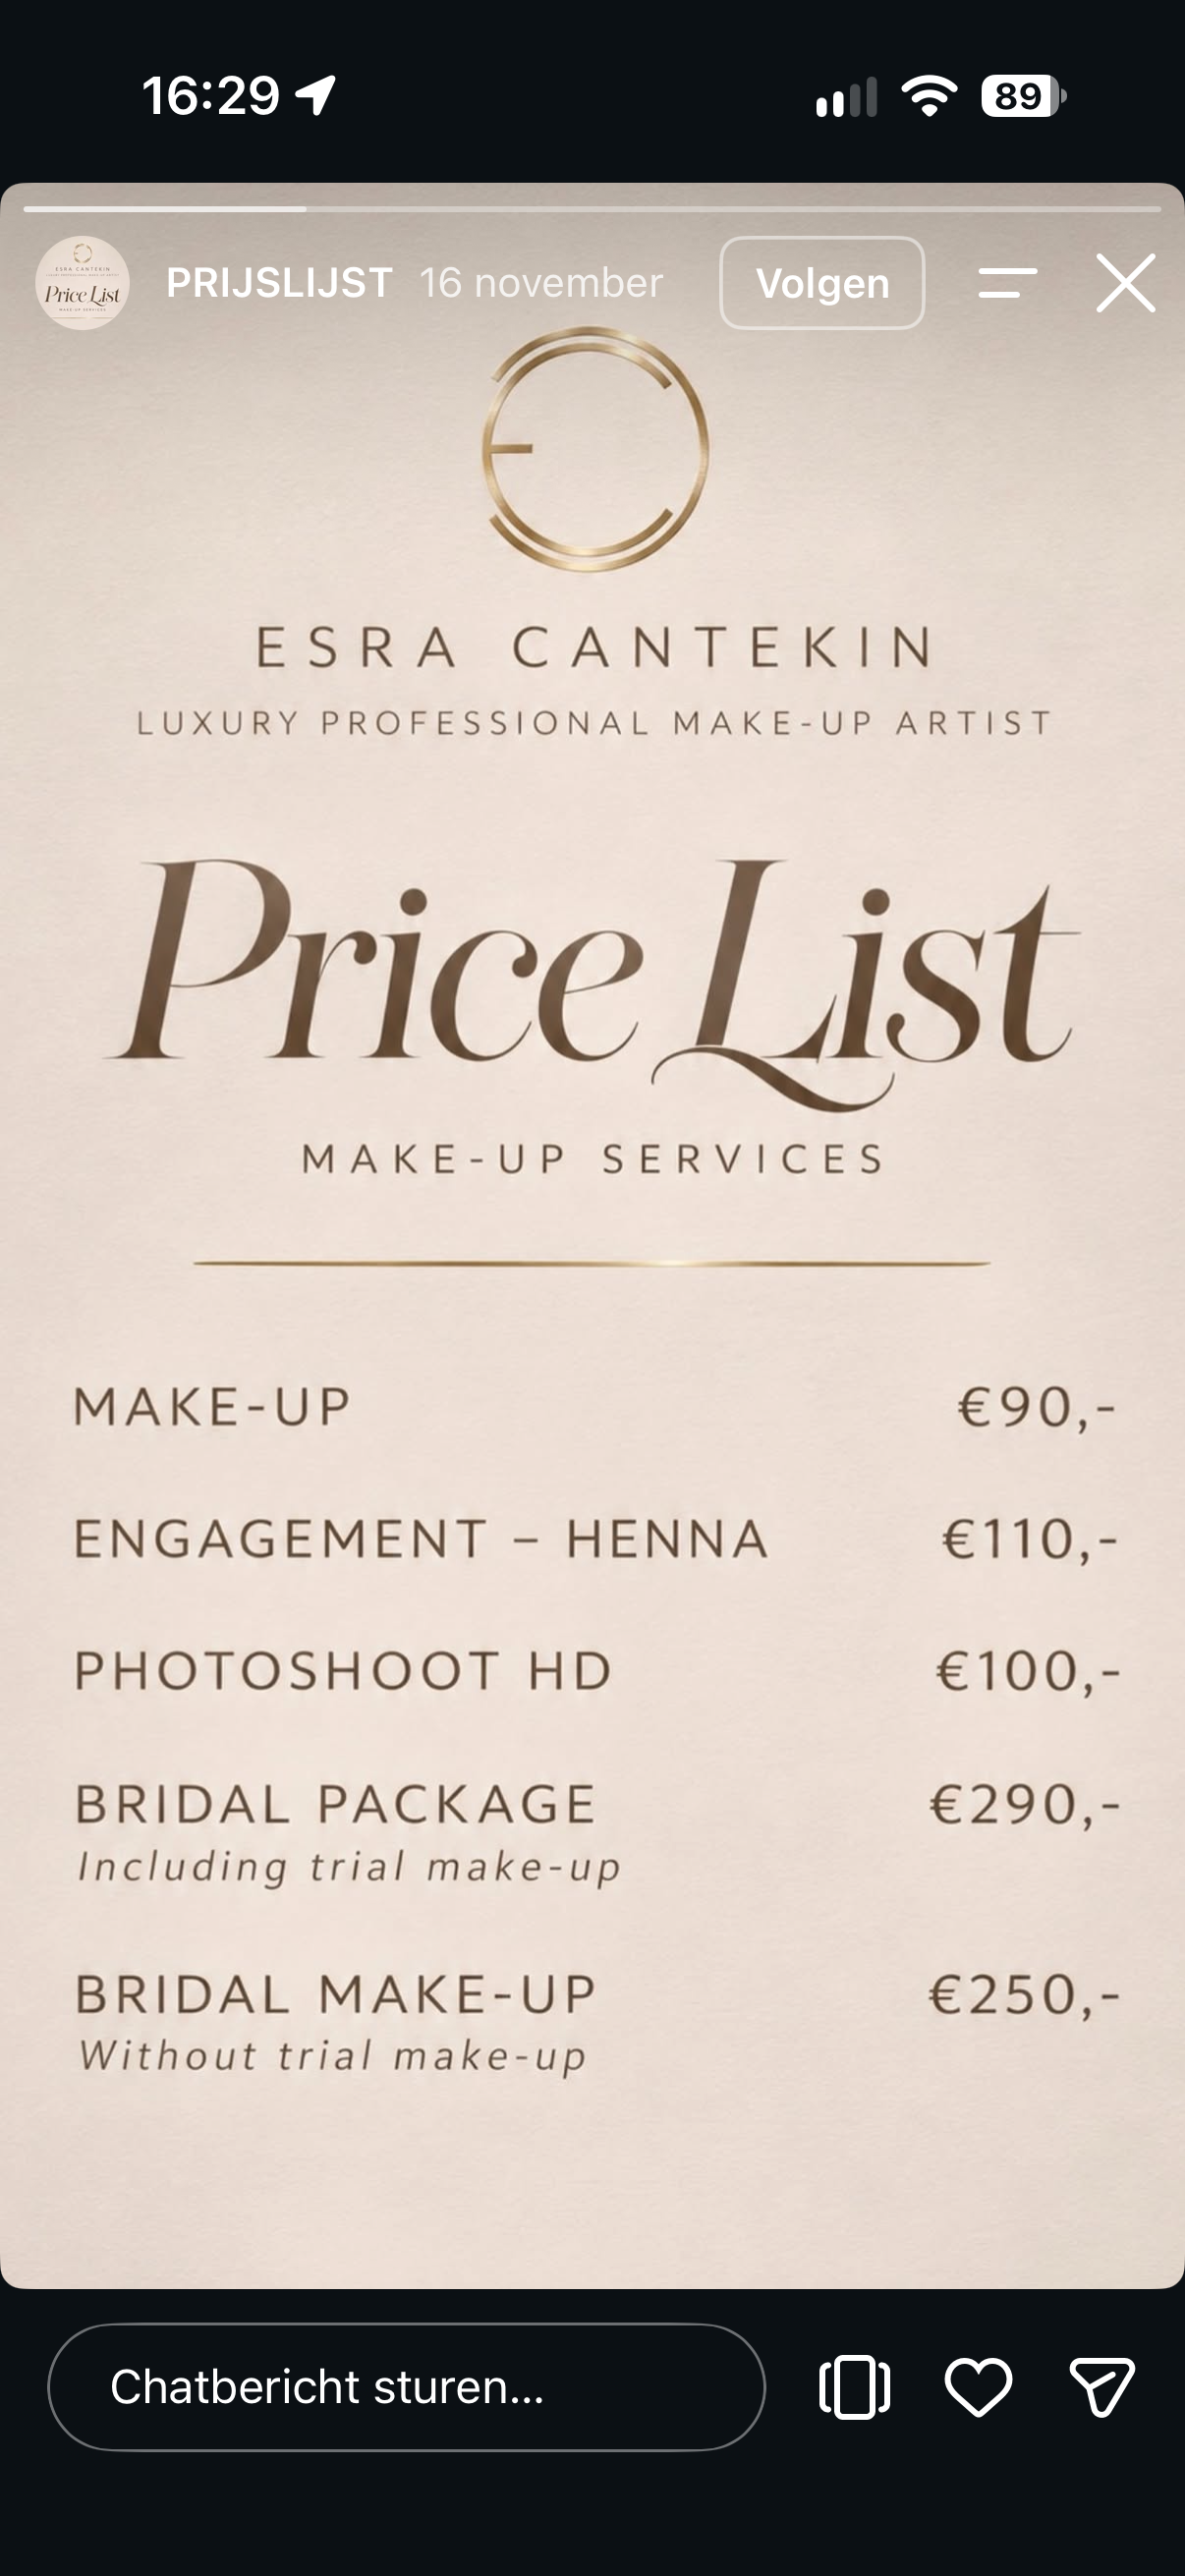 16:29
89
PRIJSLIJST 16 november Volgen
ESRA CANTEKIN
LUXURY PROFESSIONAL MAKE-UP ARTIST
Price List
MAKE-UP SERVICES
MAKE-UP €90,-
ENGAGEMENT – HENNA €110,-
PHOTOSHOOT HD €100,-
BRIDAL PACKAGE €290,-
Including trial make-up
BRIDAL MAKE-UP €250,-
Without trial make-up
Chatbericht sturen...